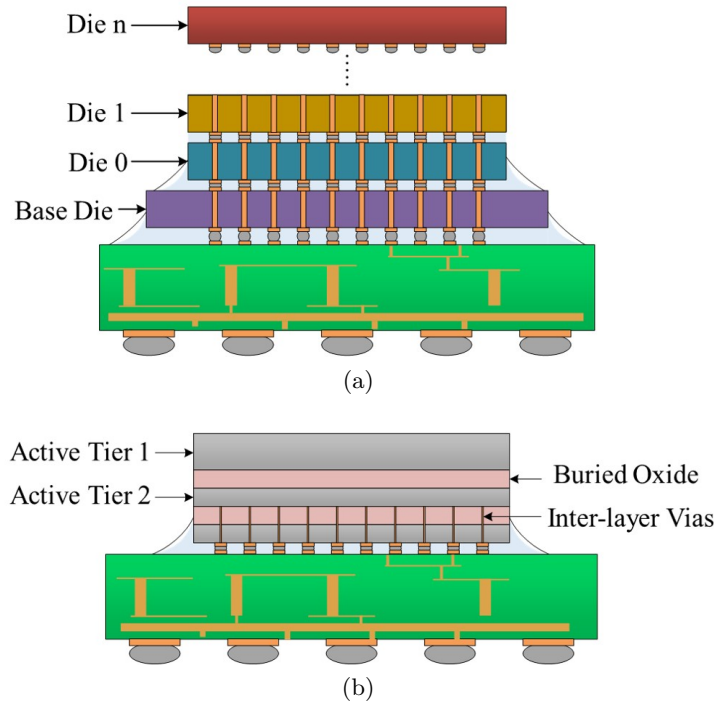 Die n
Die 1
Die 0
Base Die
(a)
Active Tier 1
Buried Oxide
Active Tier 2
Inter-layer Vias
(b)